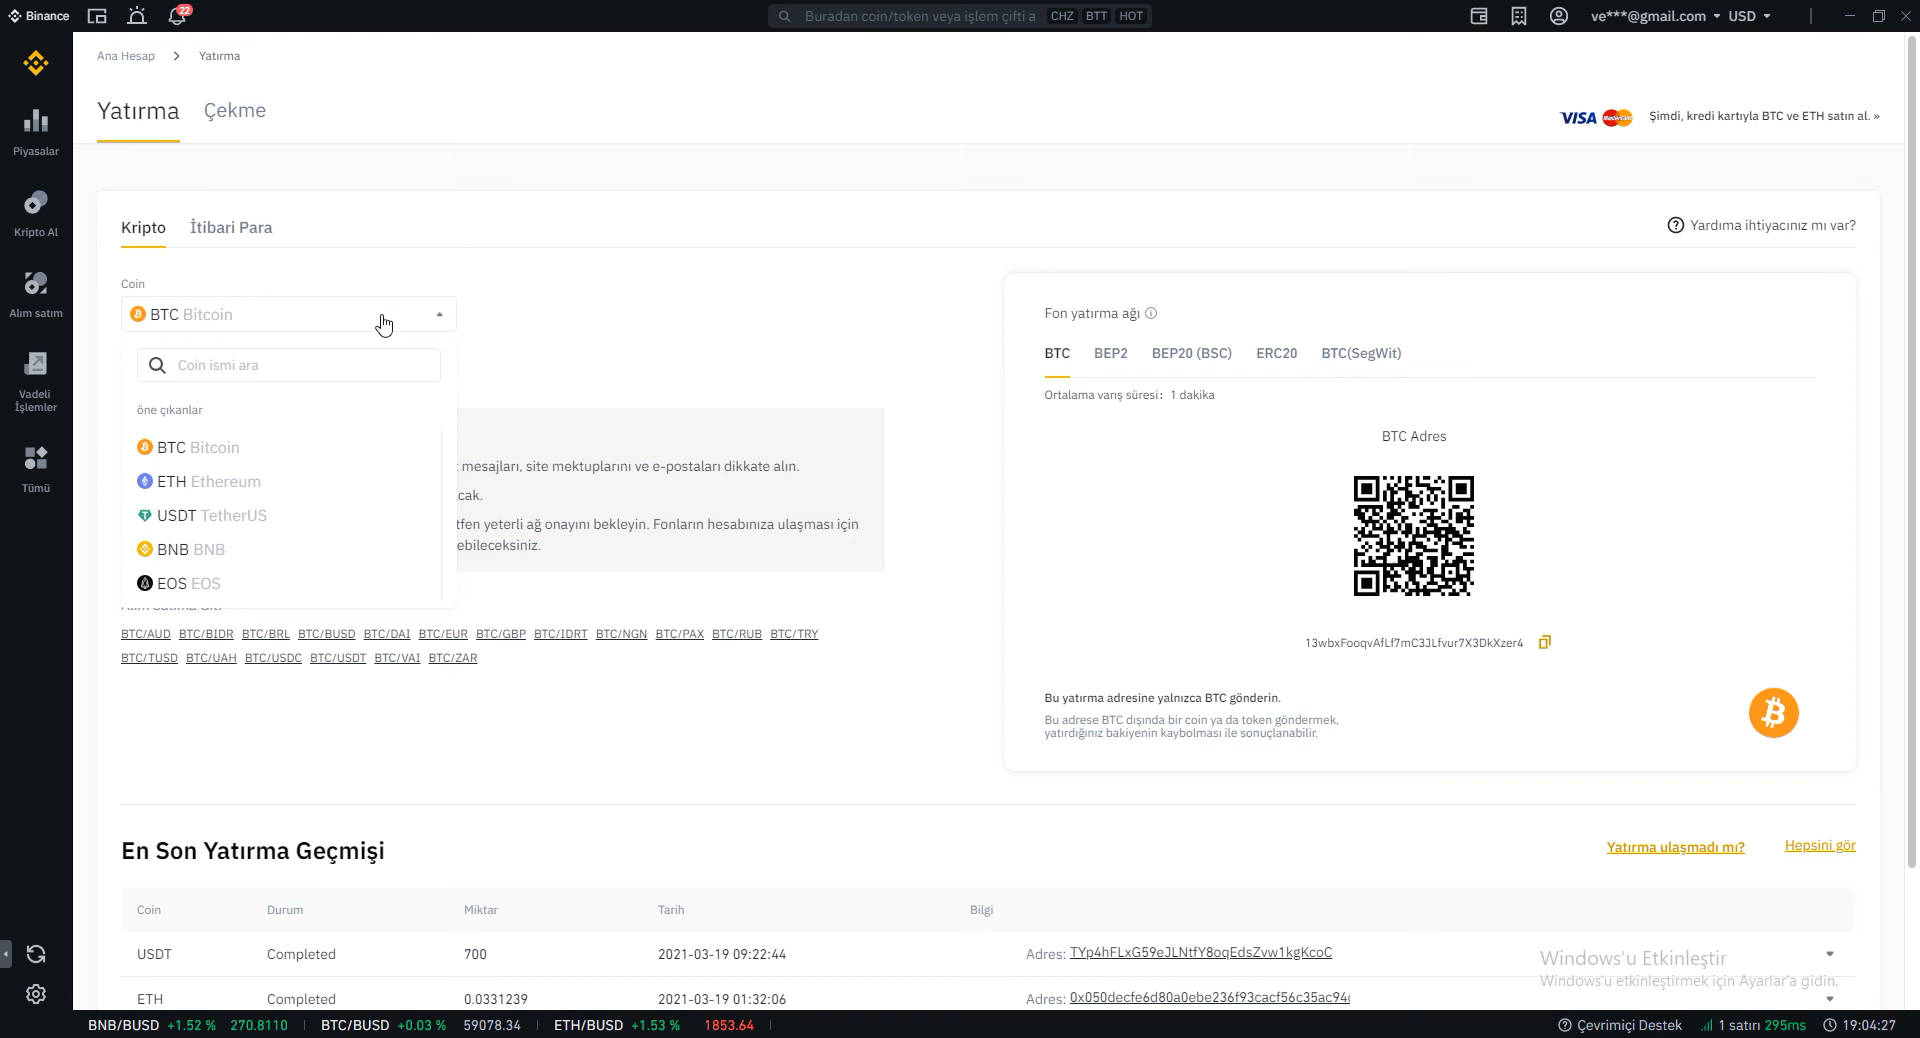 Binance
22
Buradan coin/token veya işlem çifti a
CHZ BTT HOT
ve***@gmail.com USD
Ana Hesap > Yatırma
Yatırma Çekme
VISA MasterCard Şimdi, kredi kartıyla BTC ve ETH satın al. »
Piyasalar
Kripto Al
Alım satım
Vadeli
İşlemler
Tümü
Kripto İtibari Para
Yardıma ihtiyacınız mı var?
Coin
BTC Bitcoin
Coin ismi ara
öne çıkanlar
BTC Bitcoin
ETH Ethereum
USDT TetherUS
BNB BNB
EOS EOS
mesajları, site mektuplarını ve e-postaları dikkate alın.
cak.
tfen yeterli ağ onayını bekleyin. Fonların hesabınıza ulaşması için
ebileceksiniz.
BTC/AUD BTC/BIDR BTC/BRL BTC/BUSD BTC/DAI BTC/EUR BTC/GBP BTC/IDRT BTC/NGN BTC/PAX BTC/RUB BTC/TRY
BTC/TUSD BTC/UAH BTC/USDC BTC/USDT BTC/VAI BTC/ZAR
Fon yatırma ağı
BTC BEP2 BEP20 (BSC) ERC20 BTC(SegWit)
Ortalama varış süresi: 1 dakika
BTC Adres
13wbxFooqvAfLf7mC3JLfvur7X3DkXzer4
Bu yatırma adresine yalnızca BTC gönderin.
Bu adrese BTC dışında bir coin ya da token göndermek,
yatırdığınız bakiyenin kaybolması ile sonuçlanabilir.
En Son Yatırma Geçmişi
Yatırma ulaşmadı mı? Hepsini gör
Coin Durum Miktar Tarih Bilgi
USDT Completed 700 2021-03-19 09:22:44 Adres: TYp4hFLxG59eJLNtfY8oqEdsZvw1kgKcoC
ETH Completed 0.0331239 2021-03-19 01:32:06 Adres: 0x050decfe6d80a0ebe236f93cacf56c35ac94
Windows'u Etkinleştir
Windows'u etkinleştirmek için Ayarlar'a gidin.
BNB/BUSD +1.52 % 270.8110 BTC/BUSD +0.03 % 59078.34 ETH/BUSD +1.53 % 1853.64
Çevrimiçi Destek 1 satırı 295ms 19:04:27